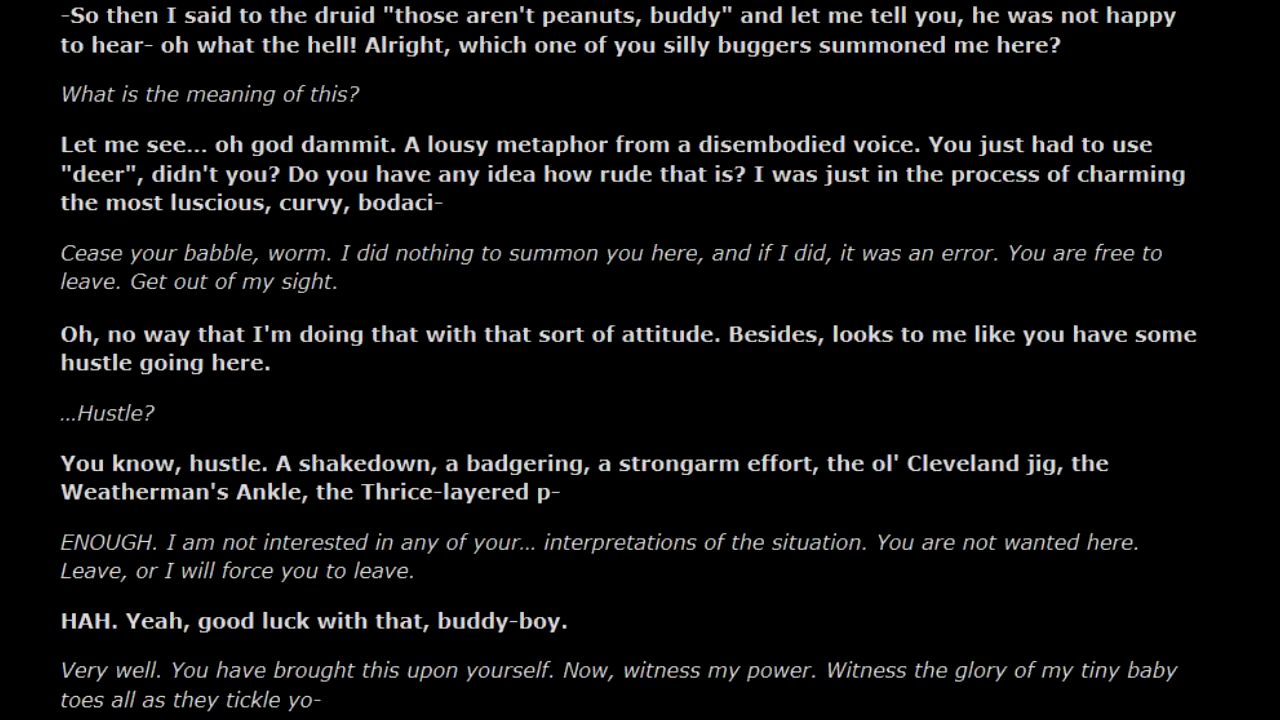 -So then I said to the druid "those aren't peanuts, buddy" and let me tell you, he was not happy
to hear- oh what the hell! Alright, which one of you silly buggers summoned me here?
What is the meaning of this?
Let me see... oh god dammit. A lousy metaphor from a disembodied voice. You just had to use
"deer", didn't you? Do you have any idea how rude that is? I was just in the process of charming
the most luscious, curvy, bodaci-
Cease your babble, worm. I did nothing to summon you here, and if I did, it was an error. You are free to
leave. Get out of my sight.
Oh, no way that I'm doing that with that sort of attitude. Besides, looks to me like you have some
hustle going here.
...Hustle?
You know, hustle. A shakedown, a badgering, a strongarm effort, the ol' Cleveland jig, the
Weatherman's Ankle, the Thrice-layered p-
ENOUGH. I am not interested in any of your... interpretations of the situation. You are not wanted here.
Leave, or I will force you to leave.
HAH. Yeah, good luck with that, buddy-boy.
Very well. You have brought this upon yourself. Now, witness my power. Witness the glory of my tiny baby
toes all as they tickle yo-